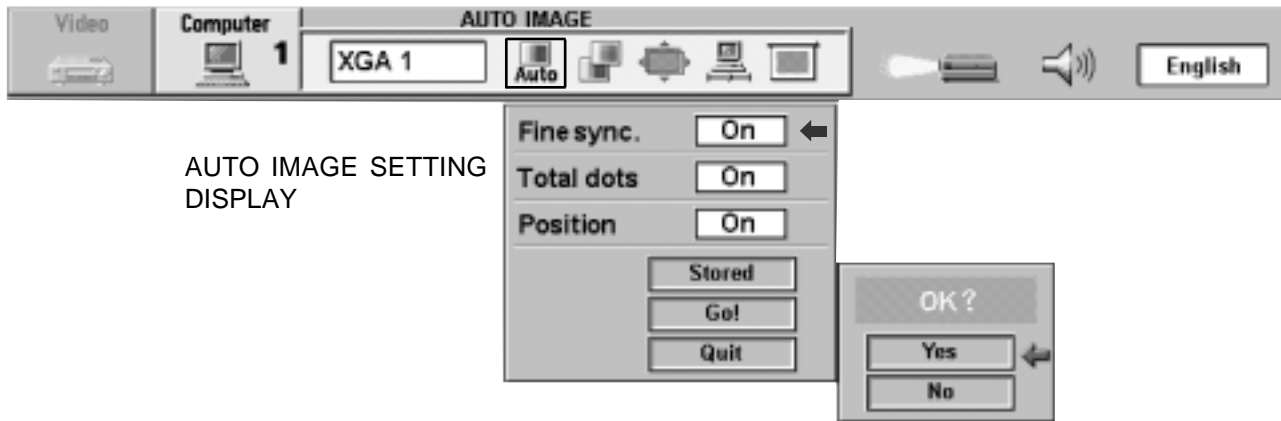 Video
Computer
1
AUTO IMAGE
XGA 1
Auto
English
AUTO IMAGE SETTING
DISPLAY
Fine sync. On
Total dots On
Position On
Stored
Go!
Quit
OK?
Yes
No